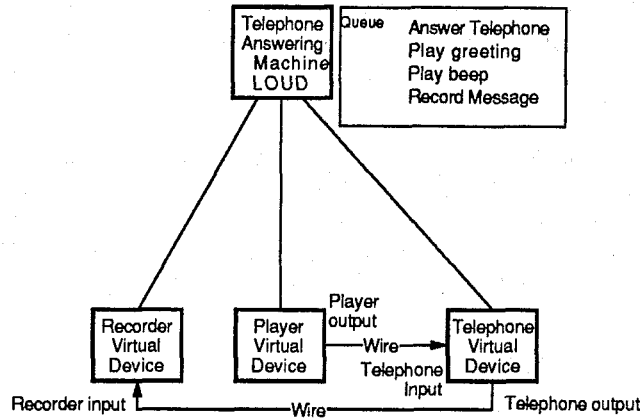 Telephone
Answering
Machine
LOUD
Queue
Answer Telephone
Play greeting
Play beep
Record Message
Recorder
Virtual
Device
Player
Virtual
Device
Player
output
Wire
Telephone
Input
Telephone
Virtual
Device
Recorder input
Wire
Telephone output